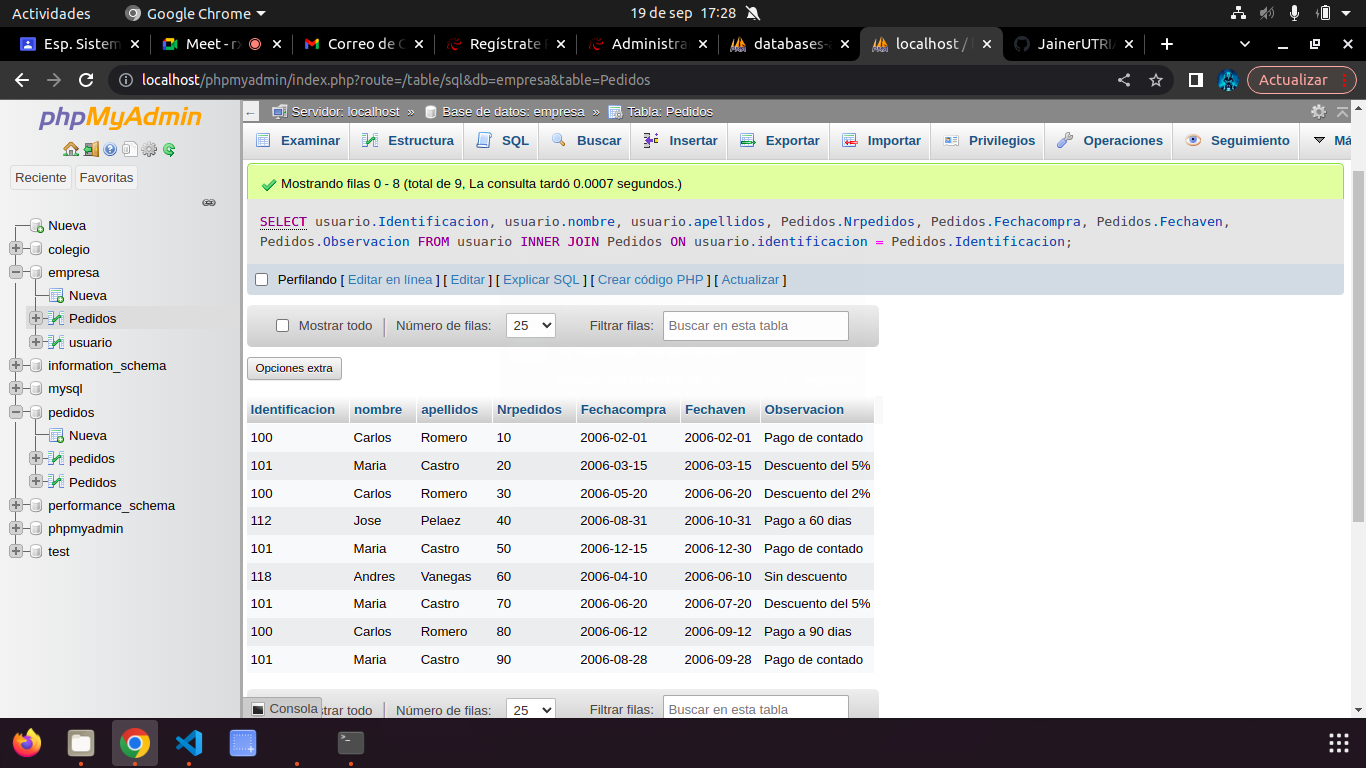 Actividades Google Chrome 19 de sep 17:28
Esp. Sistem Meet - rx Correo de C Regístrate F Administra databases-a localhost / l JainerUTRI
localhost/phpmyadmin/index.php?route=/table/sql&db=empresa&table=Pedidos Actualizar
phpMyAdmin
Reciente Favoritas
Nueva
colegio
empresa
Nueva
Pedidos
usuario
information_schema
mysql
pedidos
Nueva
pedidos
Pedidos
performance_schema
phpmyadmin
test
Servidor: localhost » Base de datos: empresa » Tabla: Pedidos
Examinar Estructura SQL Buscar Insertar Exportar Importar Privilegios Operaciones Seguimiento Má
Mostrando filas 0 - 8 (total de 9, La consulta tardó 0.0007 segundos.)
SELECT usuario.Identificacion, usuario.nombre, usuario.apellidos, Pedidos.Nrpedidos, Pedidos.Fechacompra, Pedidos.Fechaven,
Pedidos.Observacion FROM usuario INNER JOIN Pedidos ON usuario.identificacion = Pedidos.Identificacion;
Perfilando [ Editar en línea ] [ Editar ] [ Explicar SQL ] [ Crear código PHP ] [ Actualizar ]
Mostrar todo Número de filas: 25 Filtrar filas: Buscar en esta tabla
Opciones extra
Identificacion nombre apellidos Nrpedidos Fechacompra Fechaven Observacion
100 Carlos Romero 10 2006-02-01 2006-02-01 Pago de contado
101 Maria Castro 20 2006-03-15 2006-03-15 Descuento del 5%
100 Carlos Romero 30 2006-05-20 2006-06-20 Descuento del 2%
112 Jose Pelaez 40 2006-08-31 2006-10-31 Pago a 60 dias
101 Maria Castro 50 2006-12-15 2006-12-30 Pago de contado
118 Andres Vanegas 60 2006-04-10 2006-06-10 Sin descuento
101 Maria Castro 70 2006-06-20 2006-07-20 Descuento del 5%
100 Carlos Romero 80 2006-06-12 2006-09-12 Pago a 90 dias
101 Maria Castro 90 2006-08-28 2006-09-28 Pago de contado
Consola strar todo Número de filas: 25 Filtrar filas: Buscar en esta tabla